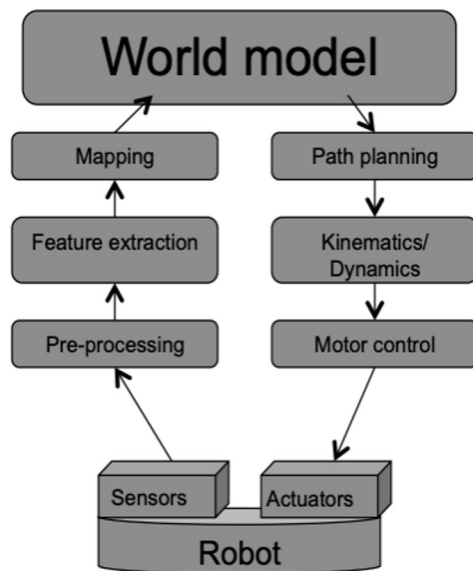 World model
Mapping
Path planning
Feature extraction
Kinematics/
Dynamics
Pre-processing
Motor control
Sensors
Actuators
Robot